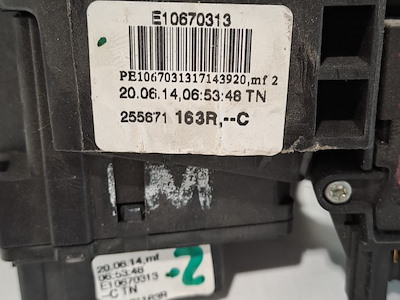 E10670313
PE1067031317143920,mf 2
20.06.14,06:53:48 TN
255671 163R,--C
20.06.14,mf
06:53:48
E10670313
--C TN
163R
2-